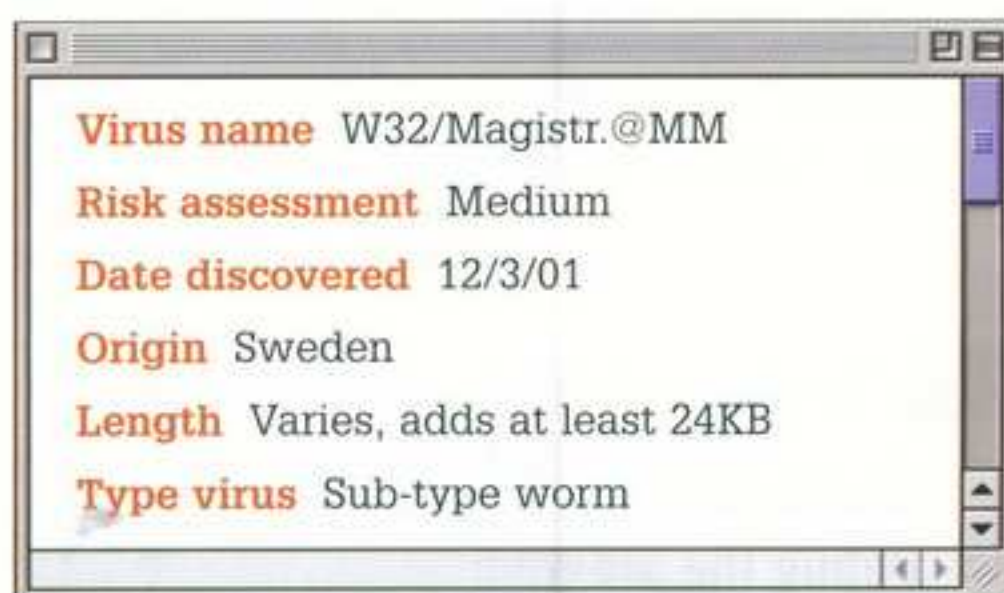 Virus name W32/Magistr.@MM
Risk assessment Medium
Date discovered 12/3/01
Origin Sweden
Length Varies, adds at least 24KB
Type virus Sub-type worm